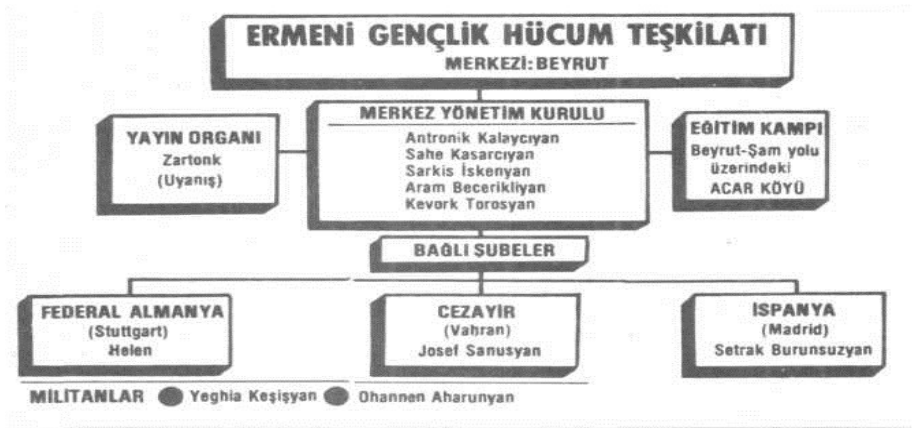 ERMENİ GENÇLİK HÜCUM TEŞKİLATI
MERKEZİ: BEYRUT
YAYIN ORGANI
Zartonk
(Uyanış)
MERKEZ YÖNETİM KURULU
Antronik Kalaycıyan
Sahe Kasarcıyan
Sarkis İskenyan
Aram Becerikliyan
Kevork Torosyan
EĞİTİM KAMPI
Beyrut-Şam yolu
üzerindeki
ACAR KÖYÜ
BAĞLI ŞUBELER
FEDERAL ALMANYA
(Stuttgart)
Helen
CEZAYİR
(Vahran)
Josef Sanusyan
İSPANYA
(Madrid)
Setrak Burunsuzyan
MİLİTANLAR ● Yeghia Keşişyan ● Ohannen Aharunyan